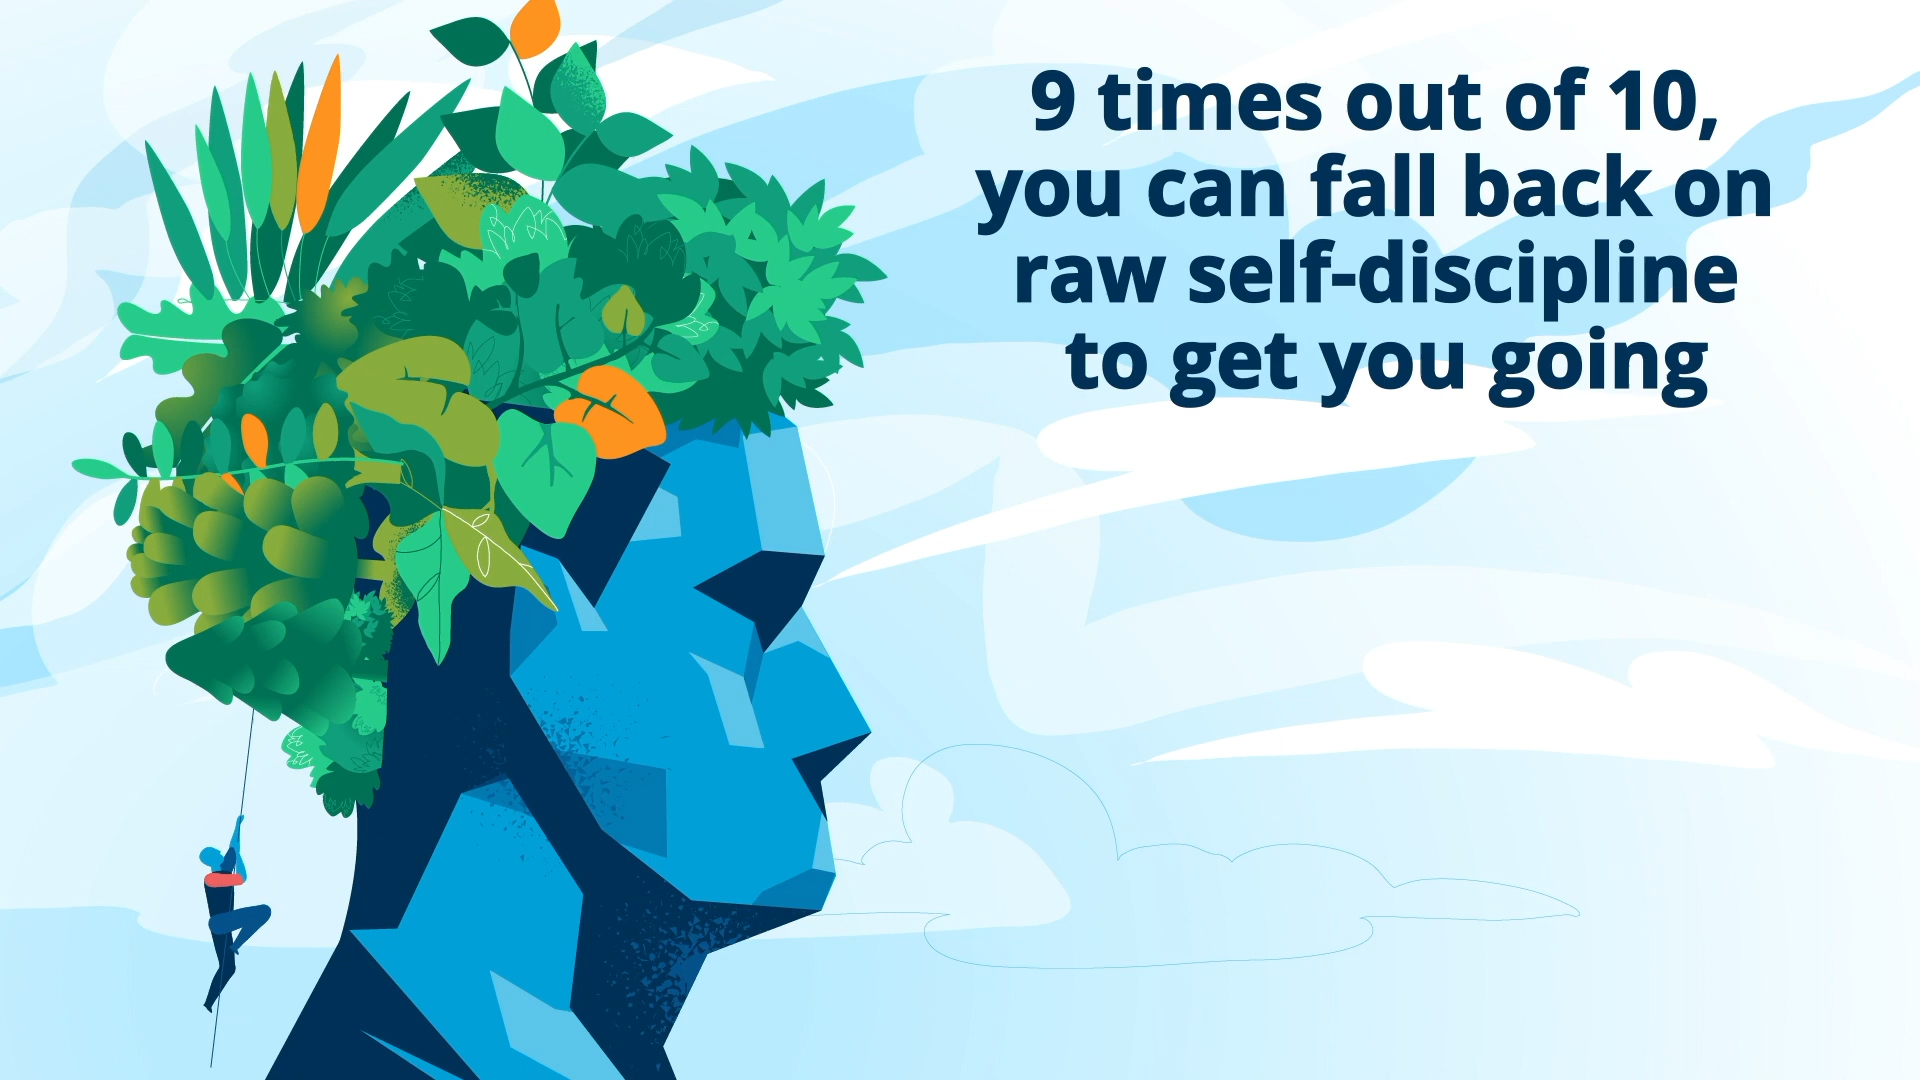 9 times out of 10,
you can fall back on
raw self-discipline
to get you going